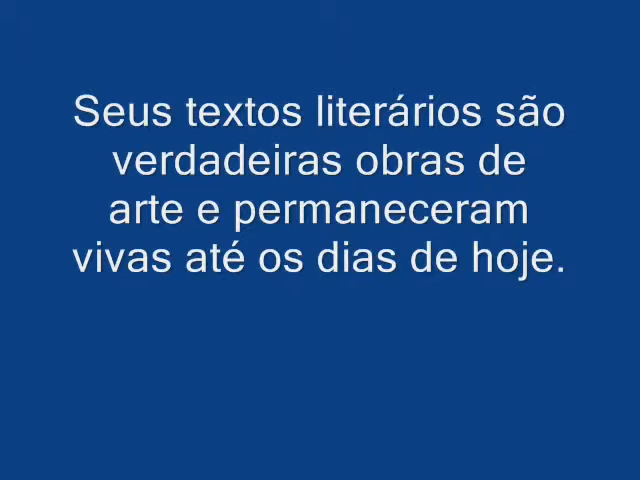 Seus textos literários são
verdadeiras obras de
arte e permaneceram
vivas até os dias de hoje.